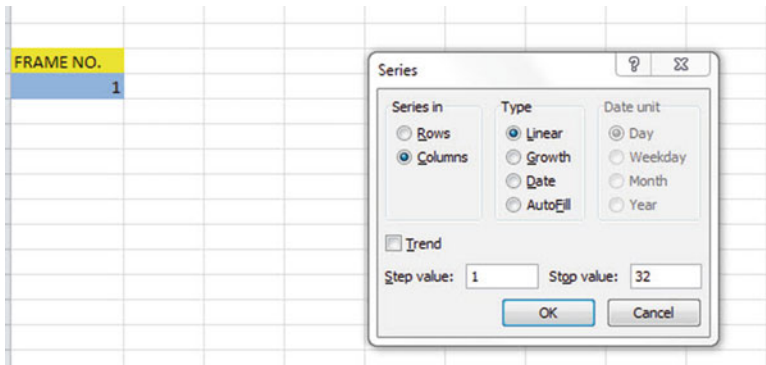 FRAME NO.
1
Series
Series in
Rows
Columns
Type
Linear
Growth
Date
AutoFill
Date unit
Day
Weekday
Month
Year
Trend
Step value: 1
Stop value: 32
OK
Cancel